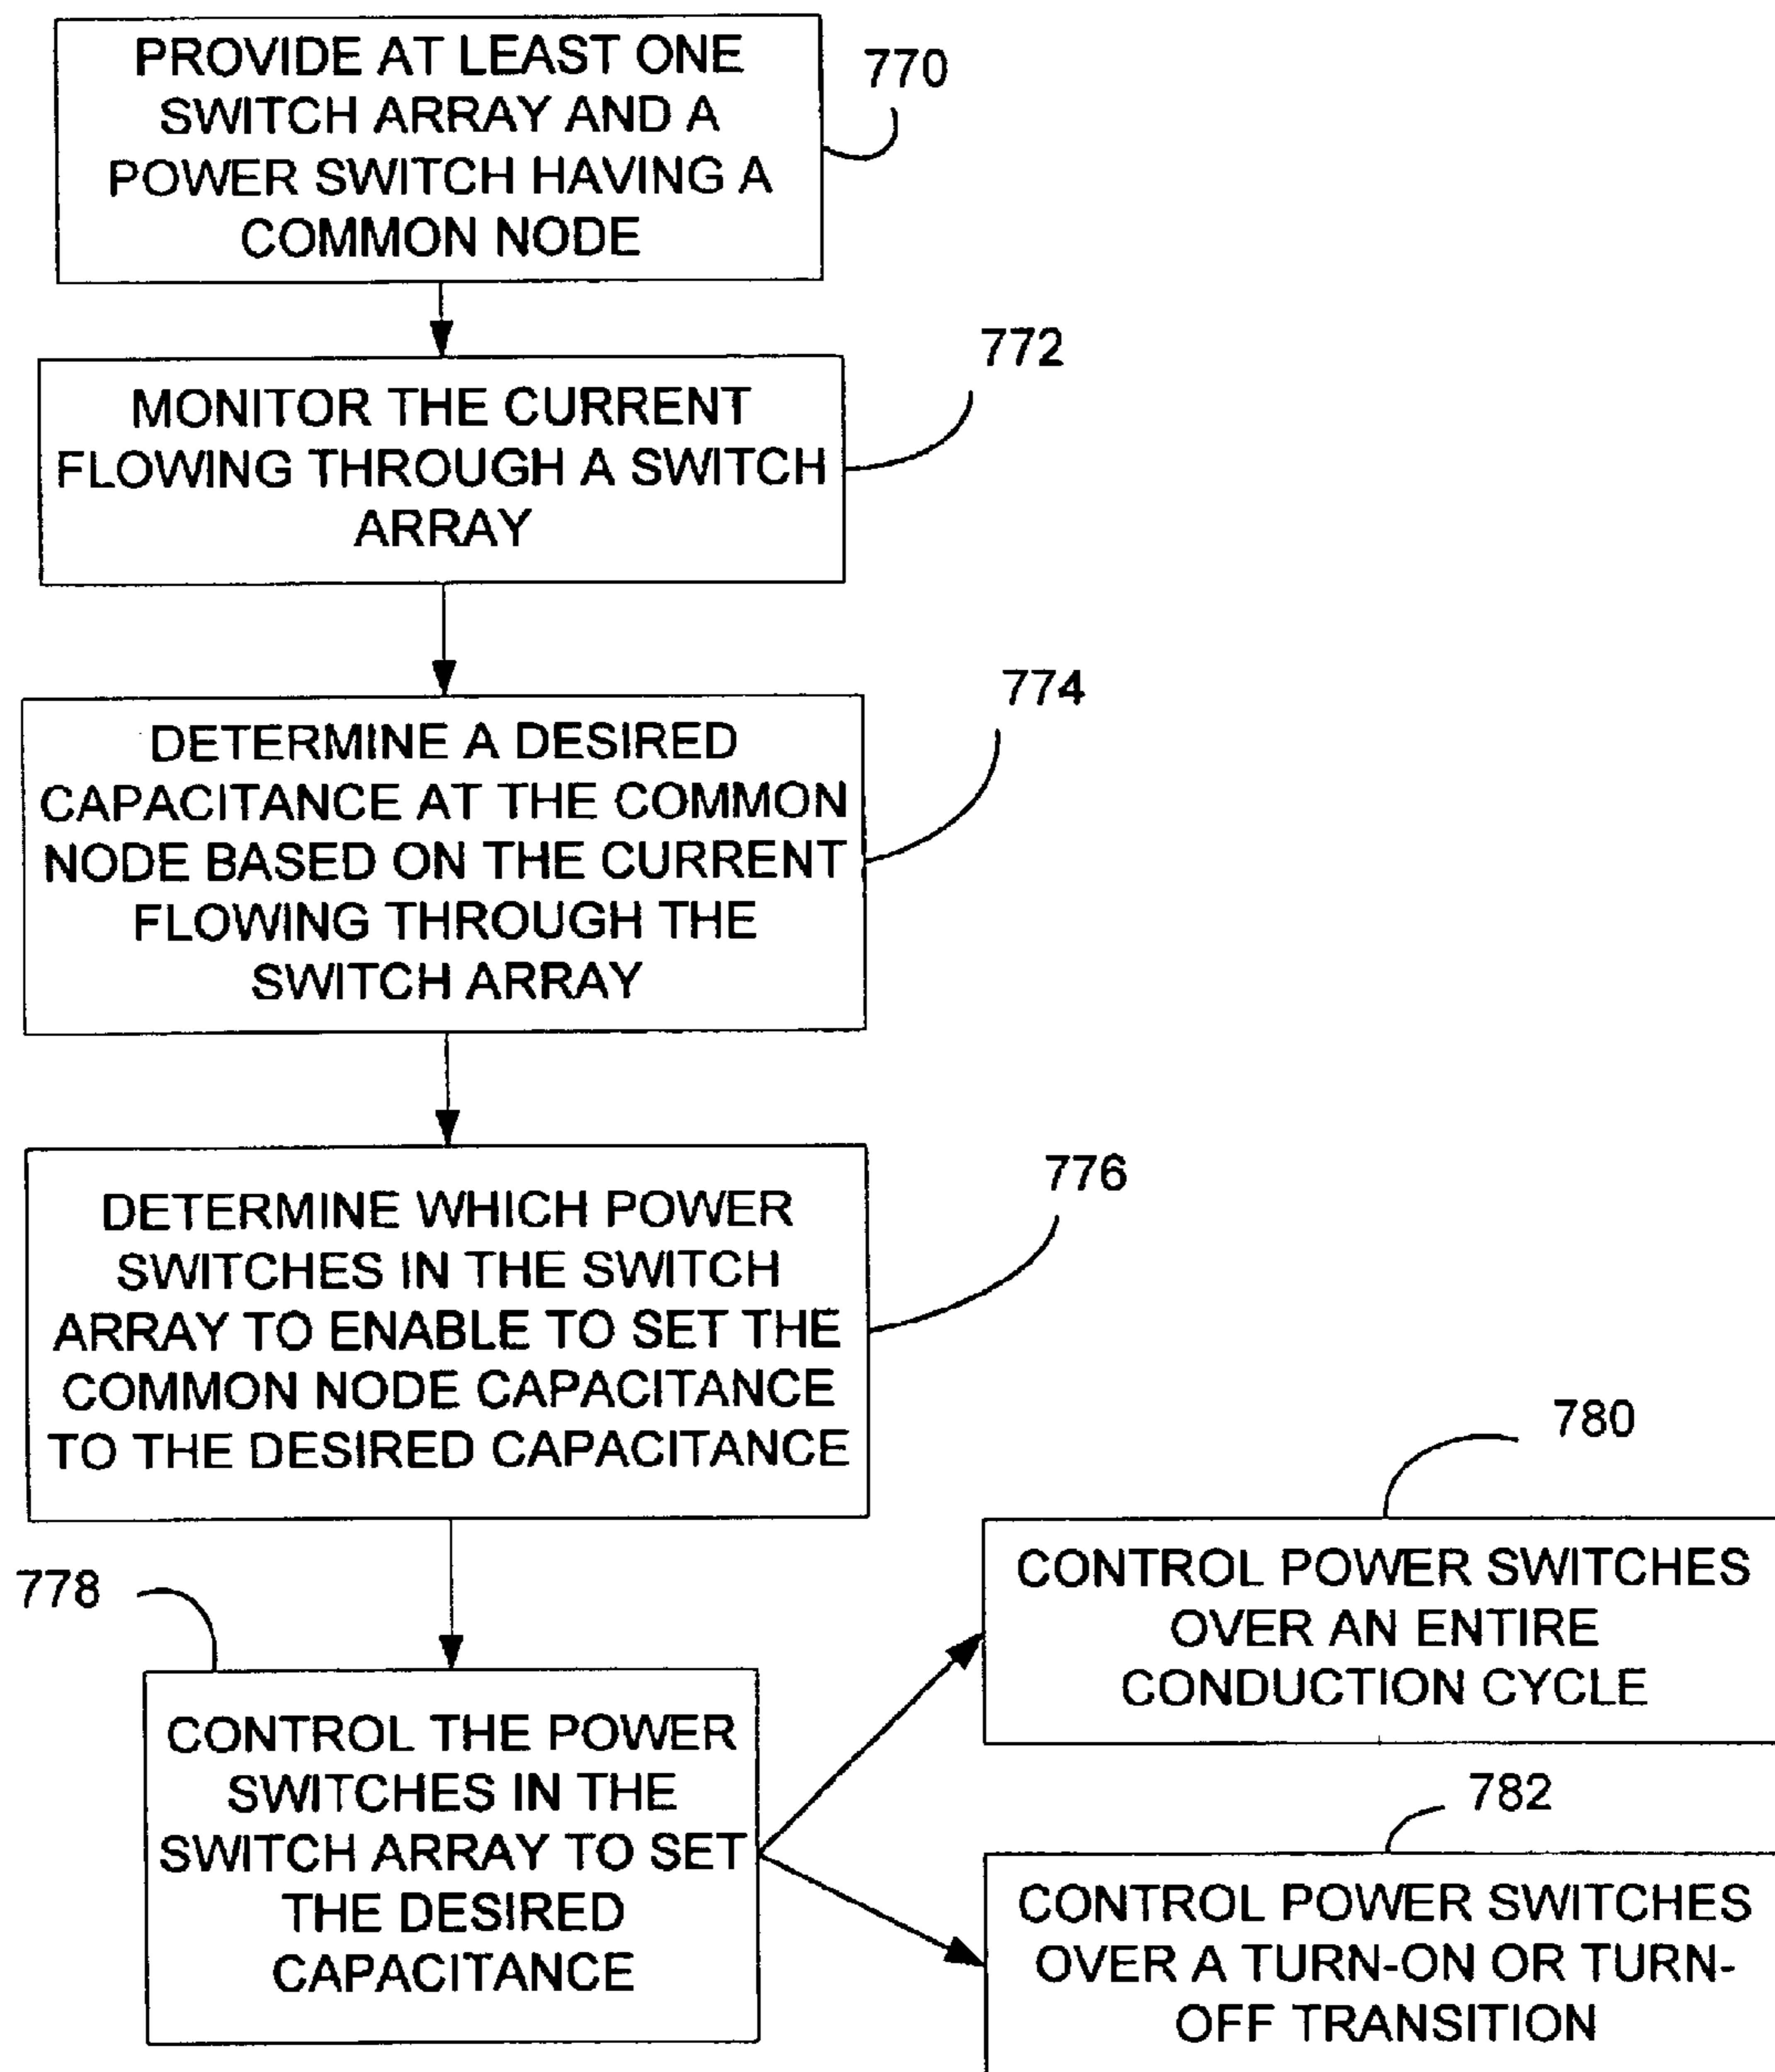 PROVIDE AT LEAST ONE
SWITCH ARRAY AND A
POWER SWITCH HAVING A
COMMON NODE
770
MONITOR THE CURRENT
FLOWING THROUGH A SWITCH
ARRAY
772
DETERMINE A DESIRED
CAPACITANCE AT THE COMMON
NODE BASED ON THE CURRENT
FLOWING THROUGH THE
SWITCH ARRAY
774
DETERMINE WHICH POWER
SWITCHES IN THE SWITCH
ARRAY TO ENABLE TO SET THE
COMMON NODE CAPACITANCE
TO THE DESIRED CAPACITANCE
776
778
CONTROL THE POWER
SWITCHES IN THE
SWITCH ARRAY TO SET
THE DESIRED
CAPACITANCE
780
CONTROL POWER SWITCHES
OVER AN ENTIRE
CONDUCTION CYCLE
782
CONTROL POWER SWITCHES
OVER A TURN-ON OR TURN-
OFF TRANSITION